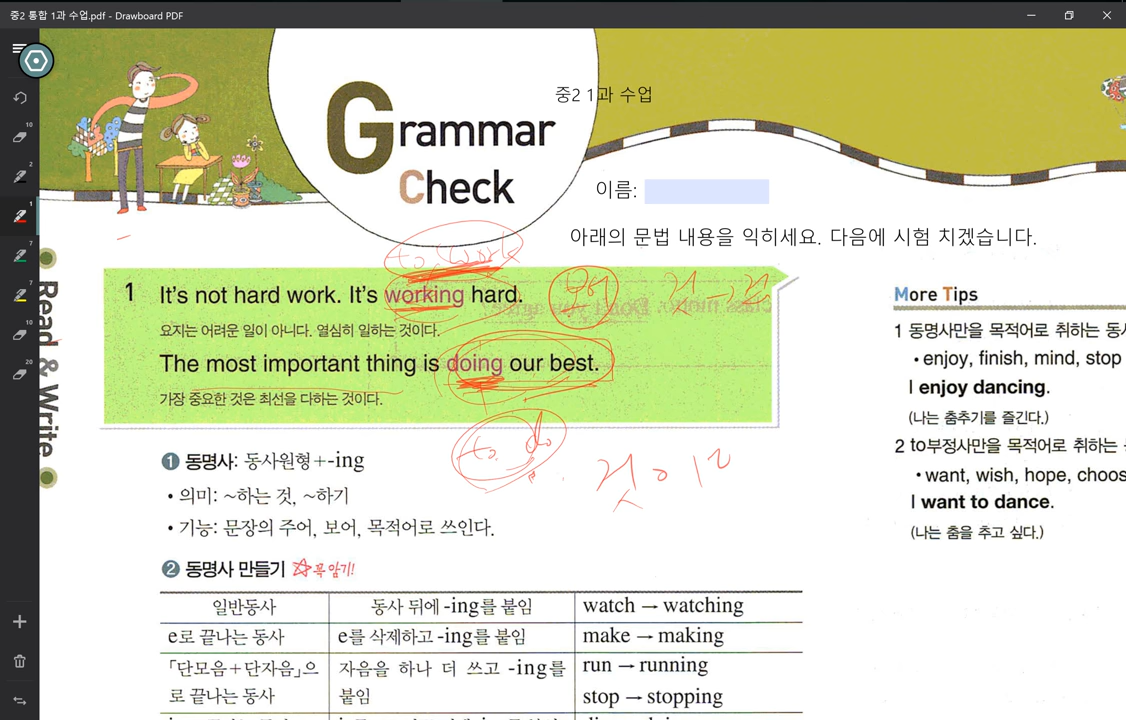 중2 통합 1과 수업.pdf - Drawboard PDF
중2 1과 수업
Grammar
Check
이름:
아래의 문법 내용을 익히세요. 다음에 시험 치겠습니다.
Read & Write
to work
1 It's not hard work. It's working hard.
보어
요지는 어려운 일이 아니다. 열심히 일하는 것이다.
The most important thing is doing our best.
가장 중요한 것은 최선을 다하는 것이다.
to do
것이
1 동명사: 동사원형+-ing
• 의미: ~하는 것, ~하기
• 기능: 문장의 주어, 보어, 목적어로 쓰인다.
2 동명사 만들기 ☆꼭 암기!
일반동사 동사 뒤에 -ing를 붙임 watch → watching
e로 끝나는 동사 e를 삭제하고 -ing를 붙임 make → making
「단모음+단자음」으 자음을 하나 더 쓰고 -ing를 run → running
로 끝나는 동사 붙임 stop → stopping
More Tips
1 동명사만을 목적어로 취하는
• enjoy, finish, mind, stop
I enjoy dancing.
(나는 춤추기를 즐긴다.)
2 to부정사만을 목적어로 취하는
• want, wish, hope,
I want to dance.
(나는 춤을 추고 싶다.)
10
2
1
7
7
10
20